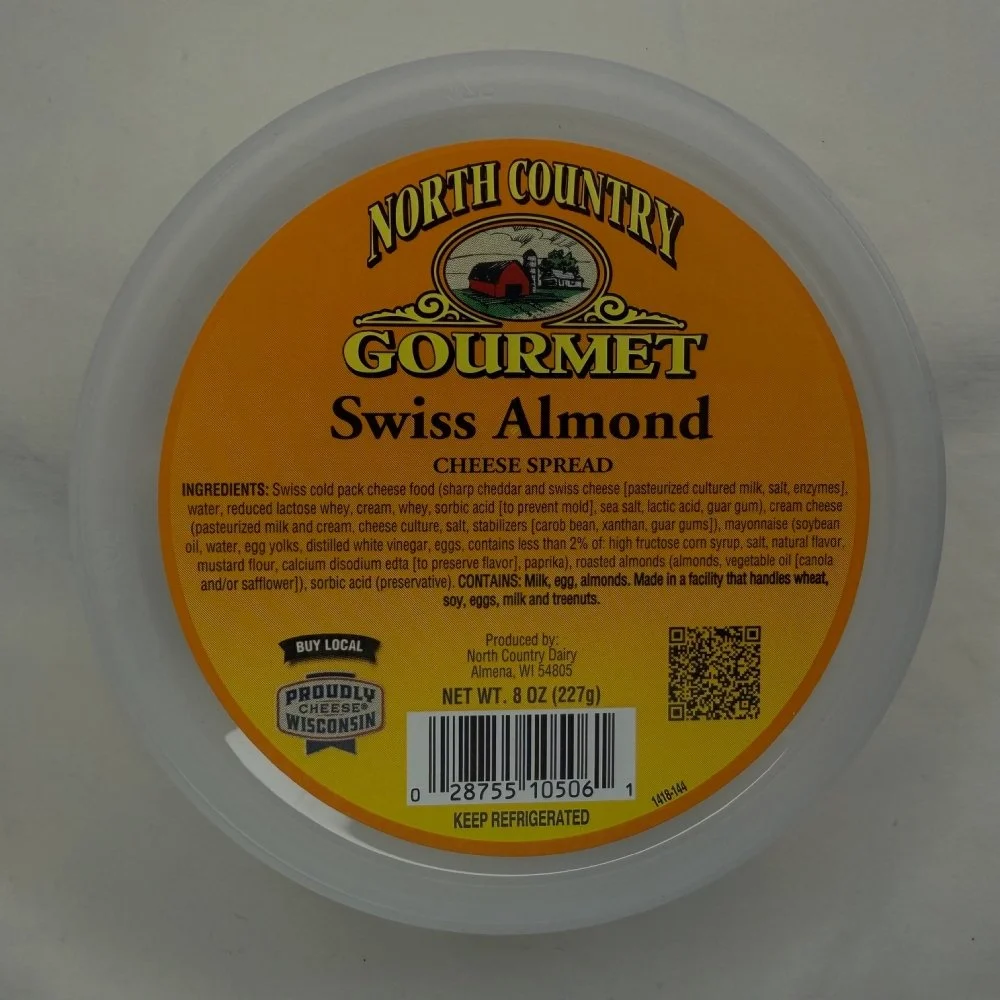 NORTH COUNTRY
GOURMET
Swiss Almond
CHEESE SPREAD
INGREDIENTS: Swiss cold pack cheese food (sharp cheddar and swiss cheese [pasteurized cultured milk, salt, enzymes],
water, reduced lactose whey, cream, whey, sorbic acid [to prevent mold], sea salt, lactic acid, guar gum), cream cheese
(pasteurized milk and cream, cheese culture, salt, stabilizers [carob bean, xanthan, guar gums]), mayonnaise (soybean
oil, water, egg yolks, distilled white vinegar, eggs, contains less than 2% of: high fructose corn syrup, salt, natural flavor,
mustard flour, calcium disodium edta [to preserve flavor], paprika), roasted almonds (almonds, vegetable oil [canola
and/or safflower]), sorbic acid (preservative). CONTAINS: Milk, egg, almonds. Made in a facility that handles wheat,
soy, eggs, milk and treenuts.
BUY LOCAL
PROUDLY
CHEESE®
WISCONSIN
Produced by:
North Country Dairy
Almena, WI 54805
NET WT. 8 OZ (227g)
0 28755 10506 1
KEEP REFRIGERATED
1418-144